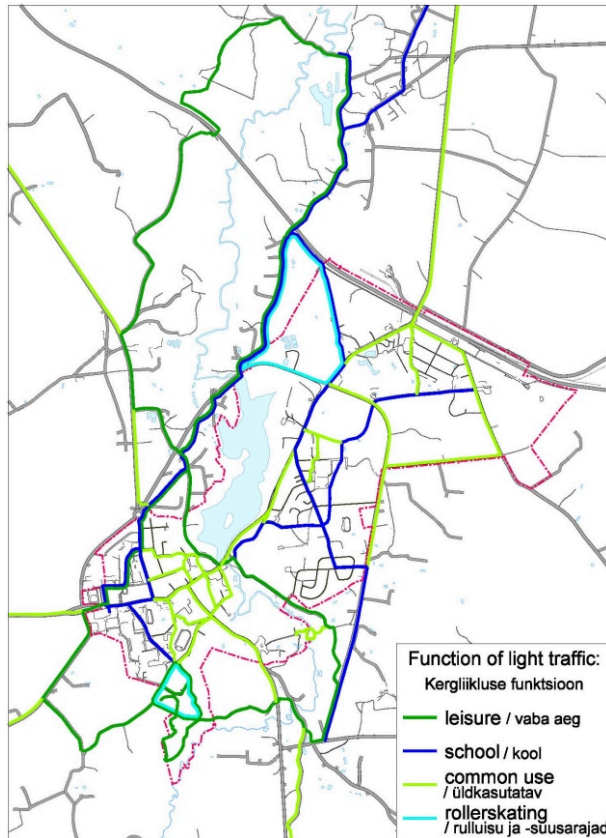 Function of light traffic:
Kergliikluse funktsioon
leisure / vaba aeg
school / kool
common use
/ üldkasutatav
rollerskating
/ rulluisu ja -suusarajad